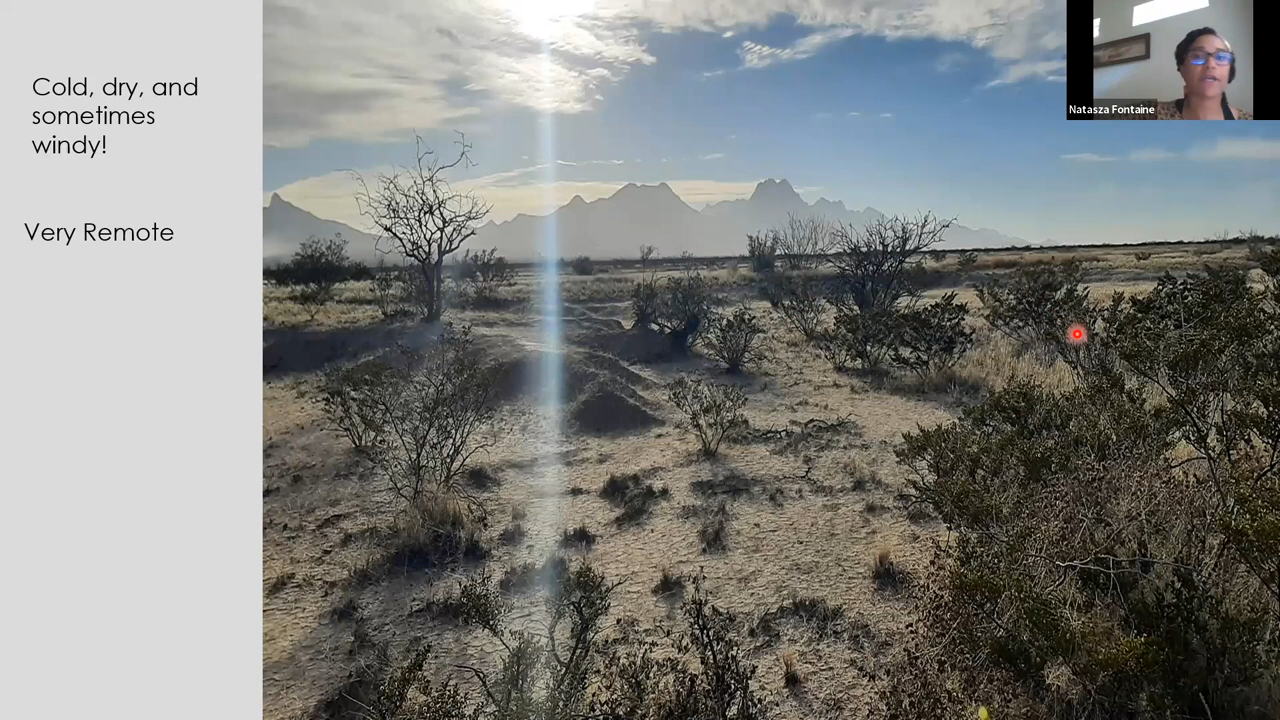 Cold, dry, and
sometimes
windy!
Very Remote
Natasza Fontaine